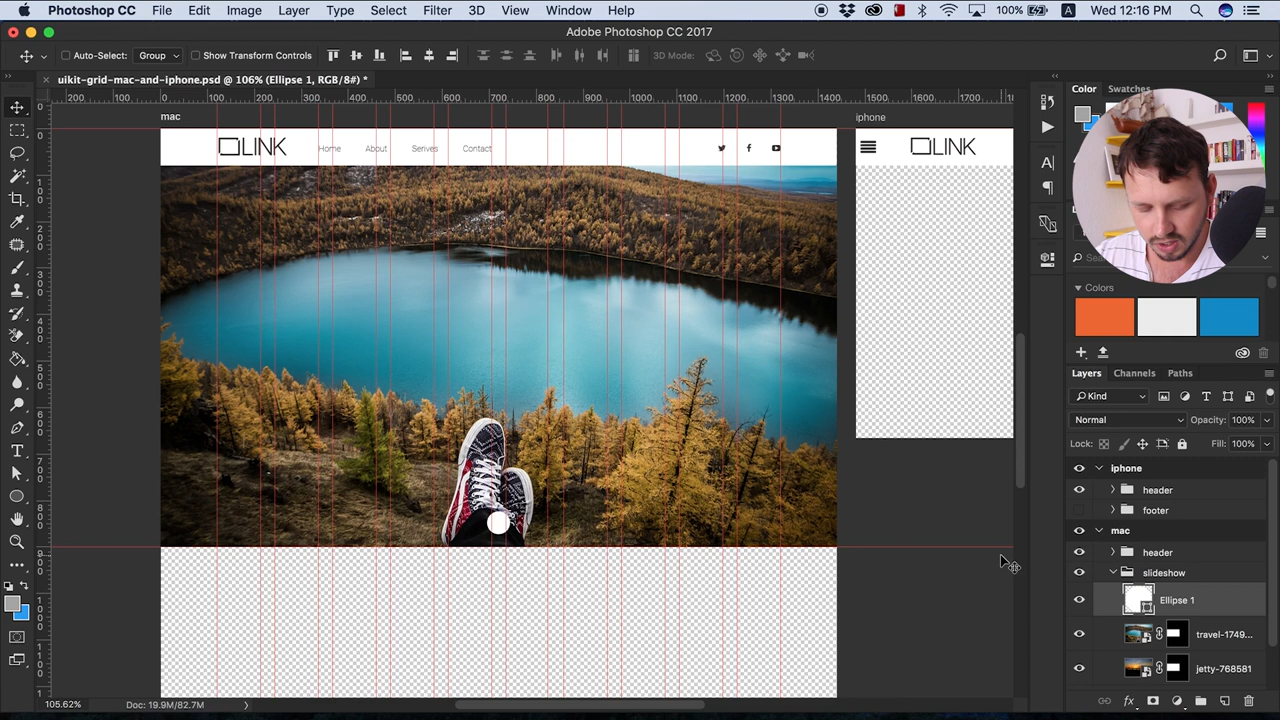 Photoshop CC File Edit Image Layer Type Select Filter 3D View Window Help 100% A Wed 12:16 PM
Adobe Photoshop CC 2017
Auto-Select: Group Show Transform Controls 3D Mode:
× uikit-grid-mac-and-iphone.psd @ 106% (Ellipse 1, RGB/8#) *
200 100 0 100 200 300 400 500 600 700 800 900 1000 1100 1200 1300 1400 1500 1600 1700
mac
iphone
LINK Home About Serives Contact
LINK
Color Swatches
Colors
Layers Channels Paths
Kind
Normal Opacity: 100%
Lock: Fill: 100%
iphone
header
footer
mac
header
slideshow
Ellipse 1
travel-1749...
jetty-768581
fx
105.62% Doc: 19.9M/82.7M